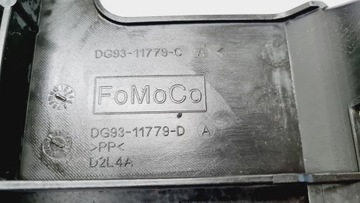 DG93-11779-C A
FoMoCo
DG93-11779-D A
>PP<
D2L4A